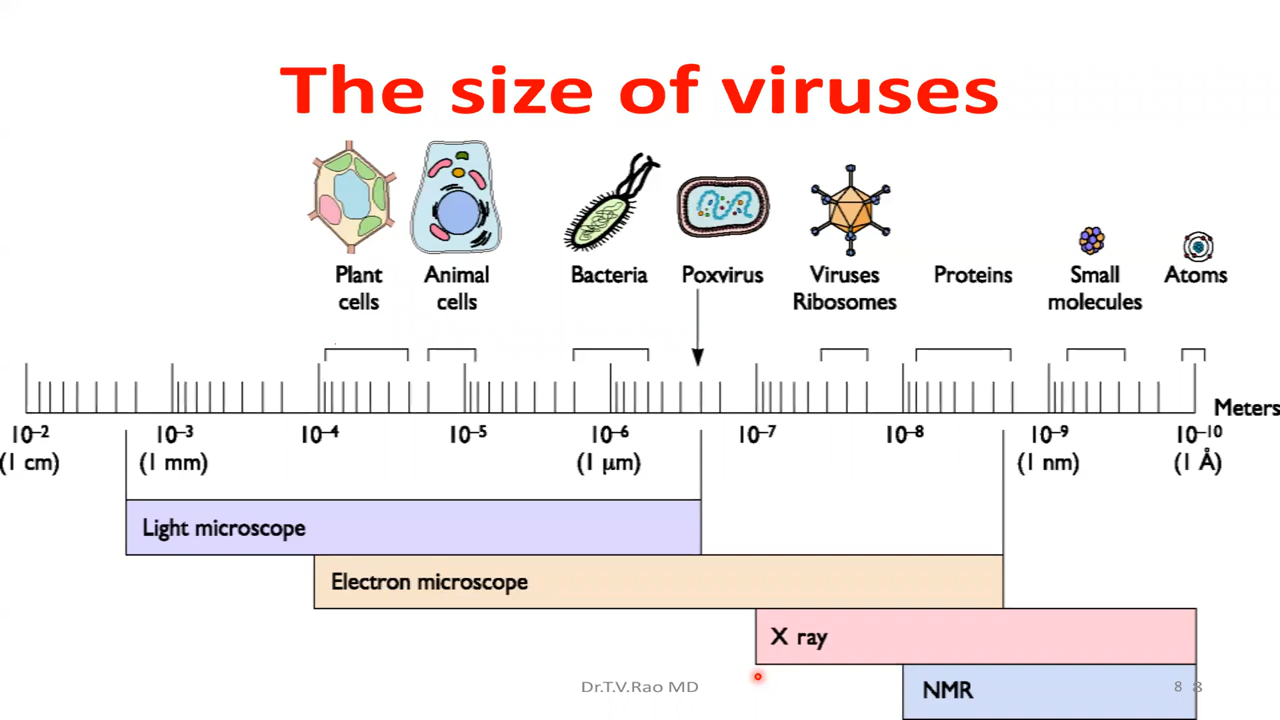 The size of viruses
Plant
cells
Animal
cells
Bacteria
Poxvirus
Viruses
Ribosomes
Proteins
Small
molecules
Atoms
Meters
10–2
(1 cm)
10–3
(1 mm)
10–4
10–5
10–6
(1 µm)
10–7
10–8
10–9
(1 nm)
10–10
(1 Å)
Light microscope
Electron microscope
X ray
NMR
Dr.T.V.Rao MD
8 8